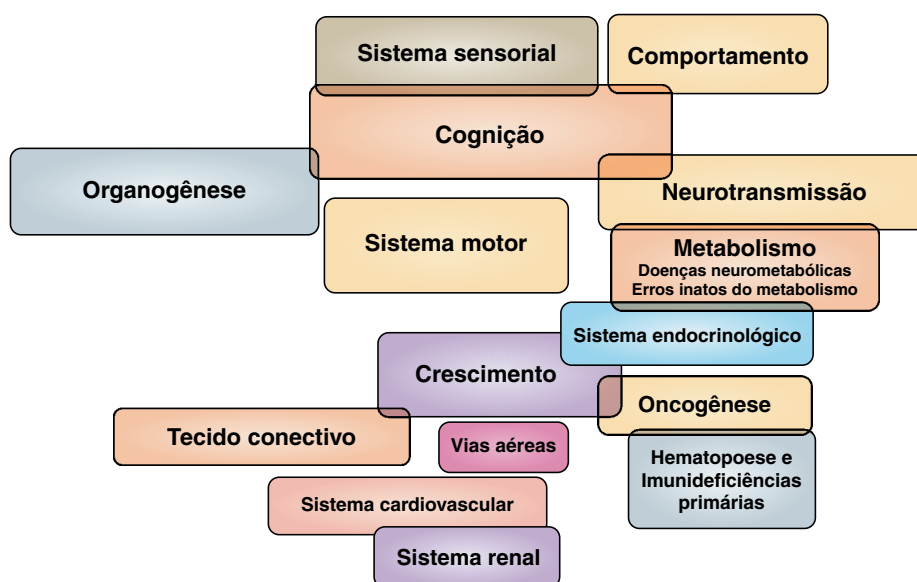 Sistema sensorial
Comportamento
Cognição
Organogênese
Neurotransmissão
Sistema motor
Metabolismo
Doenças neurometabólicas
Erros inatos do metabolismo
Sistema endocrinológico
Crescimento
Oncogênese
Tecido conectivo
Vias aéreas
Hematopoese e
Imunideficiências
primárias
Sistema cardiovascular
Sistema renal